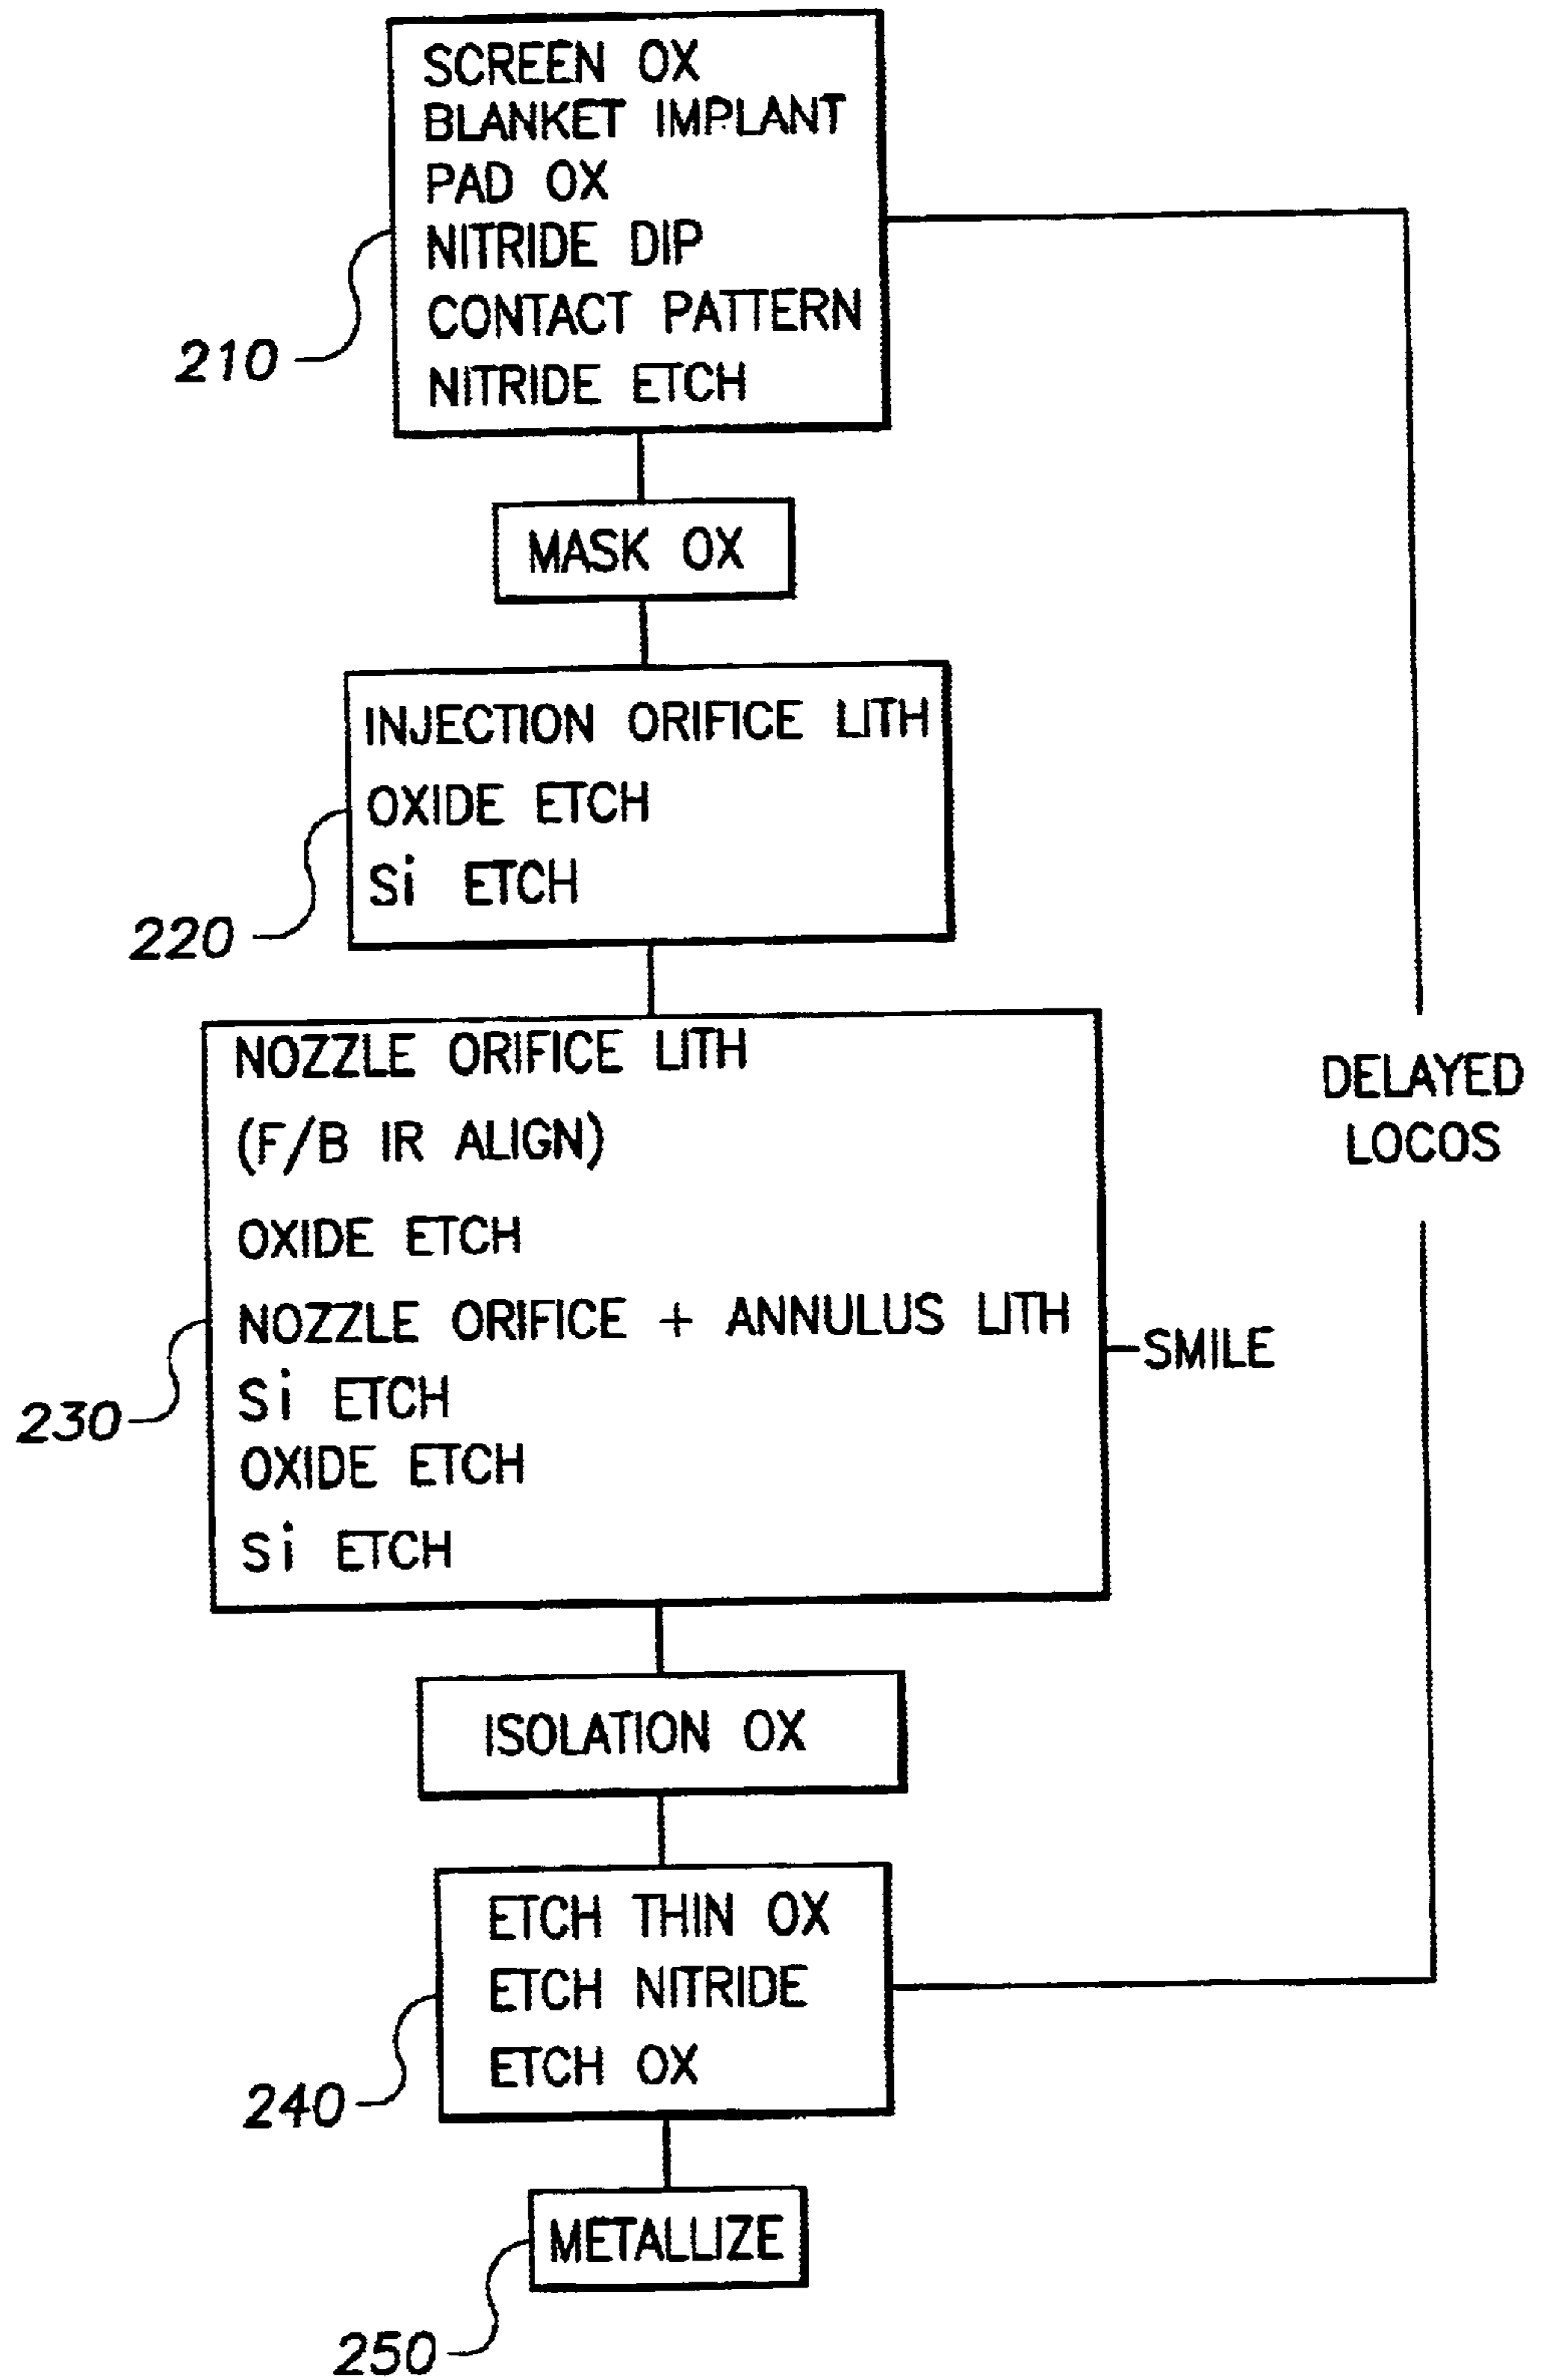 SCREEN OX
BLANKET IMPLANT
PAD OX
NITRIDE DIP
CONTACT PATTERN
NITRIDE ETCH
210
MASK OX
INJECTION ORIFICE LITH
OXIDE ETCH
Si ETCH
220
NOZZLE ORIFICE LITH
(F/B IR ALIGN)
OXIDE ETCH
NOZZLE ORIFICE + ANNULUS LITH
Si ETCH
OXIDE ETCH
Si ETCH
230
SMILE
DELAYED
LOCOS
ISOLATION OX
ETCH THIN OX
ETCH NITRIDE
ETCH OX
240
METALLIZE
250